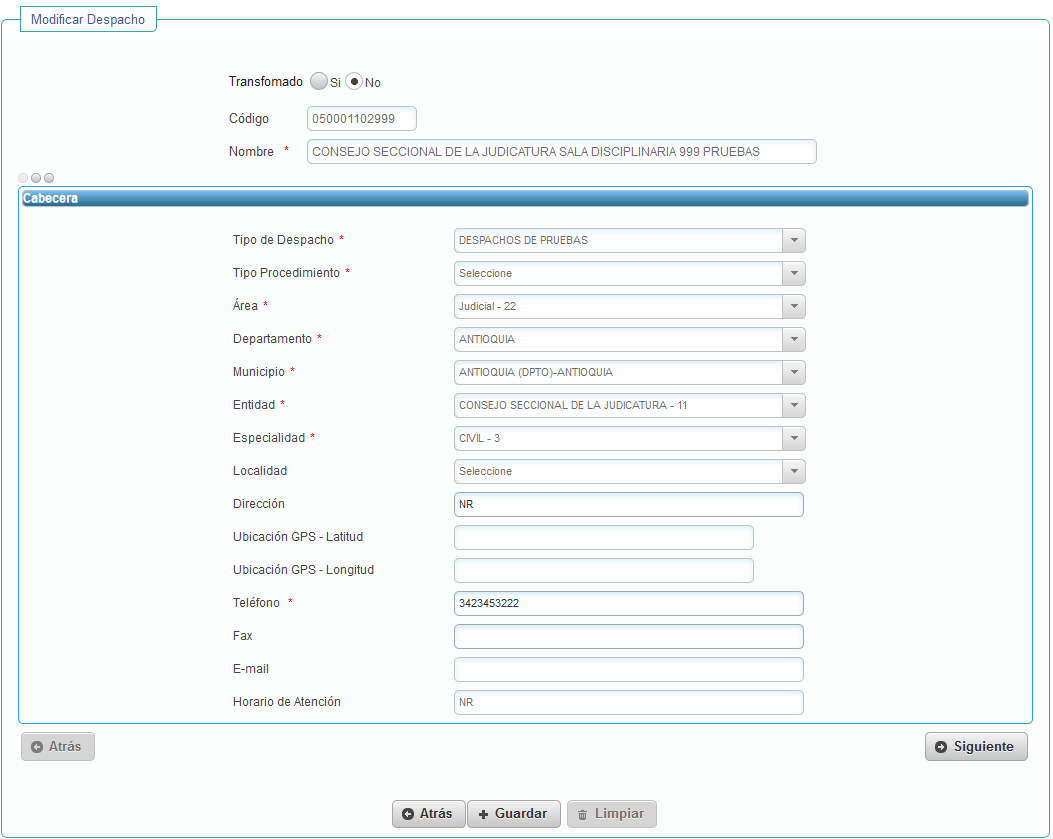 Modificar Despacho
Transfomado Si No
Código 050001102999
Nombre * CONSEJO SECCIONAL DE LA JUDICATURA SALA DISCIPLINARIA 999 PRUEBAS
Cabecera
Tipo de Despacho * DESPACHOS DE PRUEBAS
Tipo Procedimiento * Seleccione
Área * Judicial - 22
Departamento * ANTIOQUIA
Municipio * ANTIOQUIA (DPTO)-ANTIOQUIA
Entidad * CONSEJO SECCIONAL DE LA JUDICATURA - 11
Especialidad * CIVIL - 3
Localidad Seleccione
Dirección NR
Ubicación GPS - Latitud
Ubicación GPS - Longitud
Teléfono * 3423453222
Fax
E-mail
Horario de Atención NR
Atrás Siguiente
Atrás Guardar Limpiar